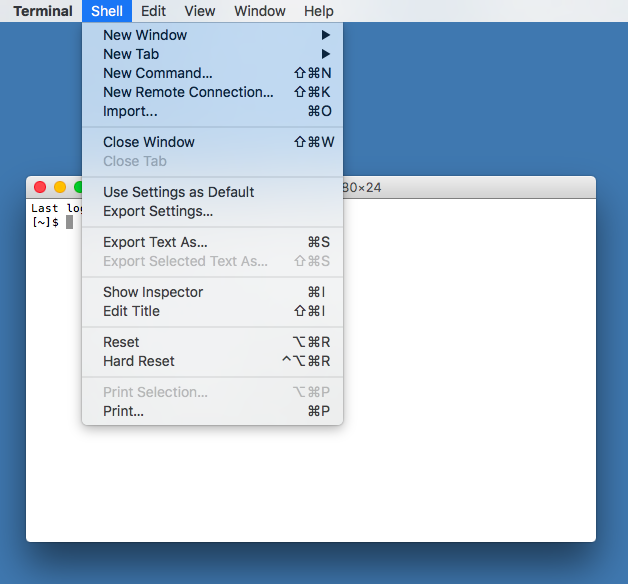 Terminal Shell Edit View Window Help
New Window ▶
New Tab ▶
New Command... ⇧⌘N
New Remote Connection... ⇧⌘K
Import... ⌘O
Close Window ⇧⌘W
Close Tab
80×24
Use Settings as Default
Last
Export Settings...
[~]$
Export Text As... ⌘S
Export Selected Text As... ⇧⌘S
Show Inspector ⌘I
Edit Title ⇧⌘I
Reset ⌥⌘R
Hard Reset ^⌥⌘R
Print Selection... ⌥⌘P
Print... ⌘P